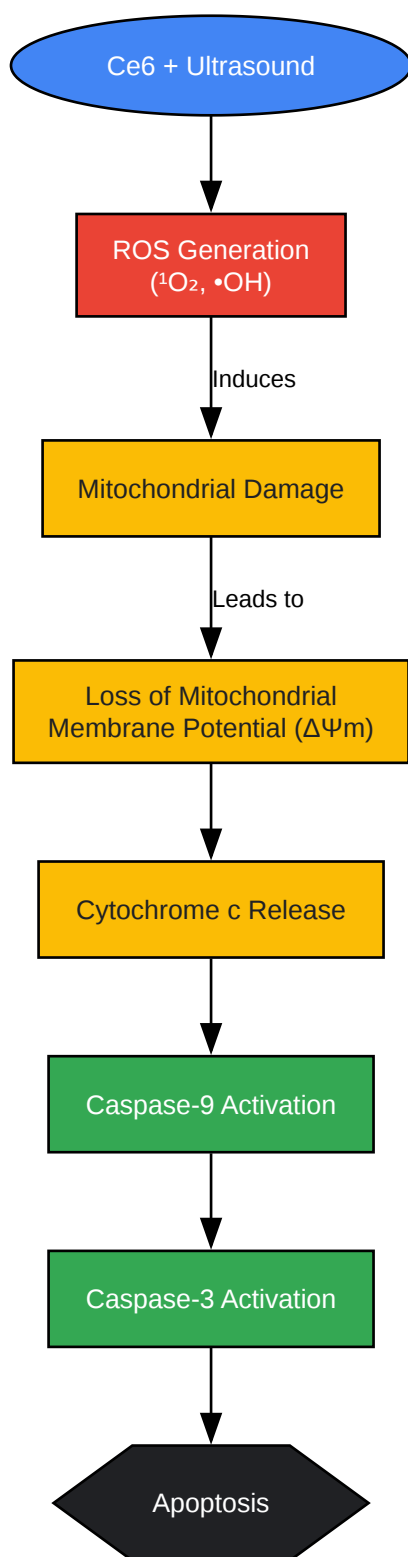 Ce6 + Ultrasound
ROS Generation
(¹O₂, •OH)
Induces
Mitochondrial Damage
Leads to
Loss of Mitochondrial
Membrane Potential (ΔΨm)
Cytochrome c Release
Caspase-9 Activation
Caspase-3 Activation
Apoptosis